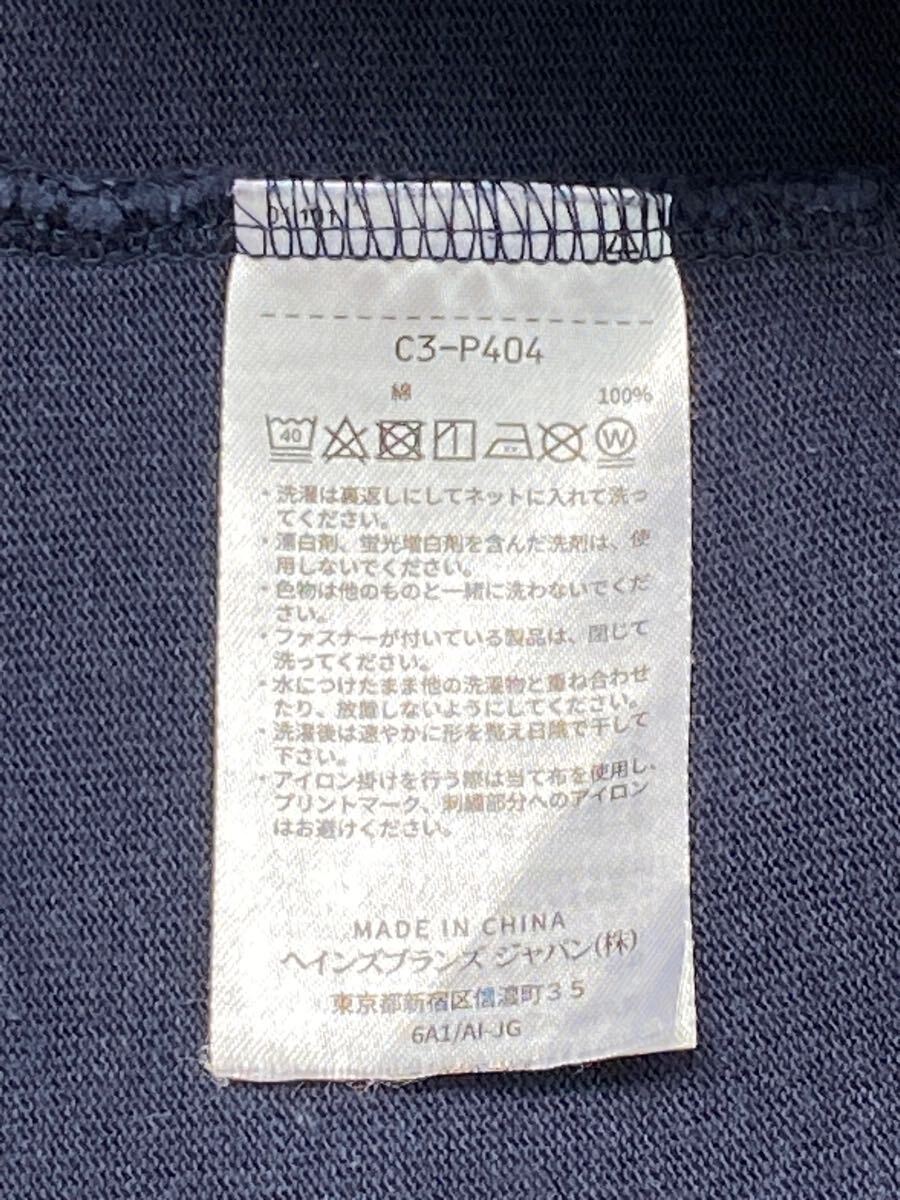 C3-P404
綿 100%
40
W
・洗濯は裏返しにしてネットに入れて洗っ
てください。
・漂白剤、蛍光増白剤を含んだ洗剤は、使
用しないでください。
・色物は他のものと一緒に洗わないでくだ
さい。
・ファスナーが付いている製品は、閉じて
洗ってください。
・水につけたまま他の洗濯物と重ね合わせ
たり、放置しないようにしてください。
・洗濯後は速やかに形を整え日陰で干して
下さい。
・アイロン掛けを行う際は当て布を使用し、
プリントマーク、刺繍部分へのアイロン
はお避けください。
MADE IN CHINA
ヘインズブランズ ジャパン(株)
東京都新宿区信濃町３５
6A1/AI-JG